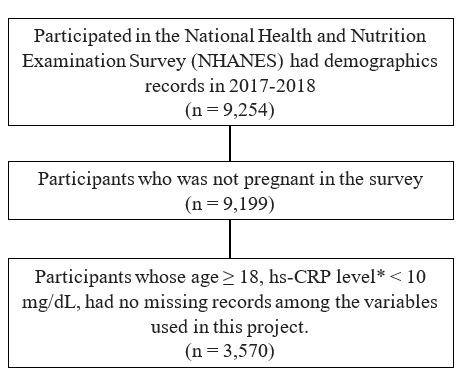 Participated in the National Health and Nutrition
Examination Survey (NHANES) had demographics
records in 2017-2018
(n = 9,254)
Participants who was not pregnant in the survey
(n = 9,199)
Participants whose age ≥ 18, hs-CRP level* < 10
mg/dL, had no missing records among the variables
used in this project.
(n = 3,570)